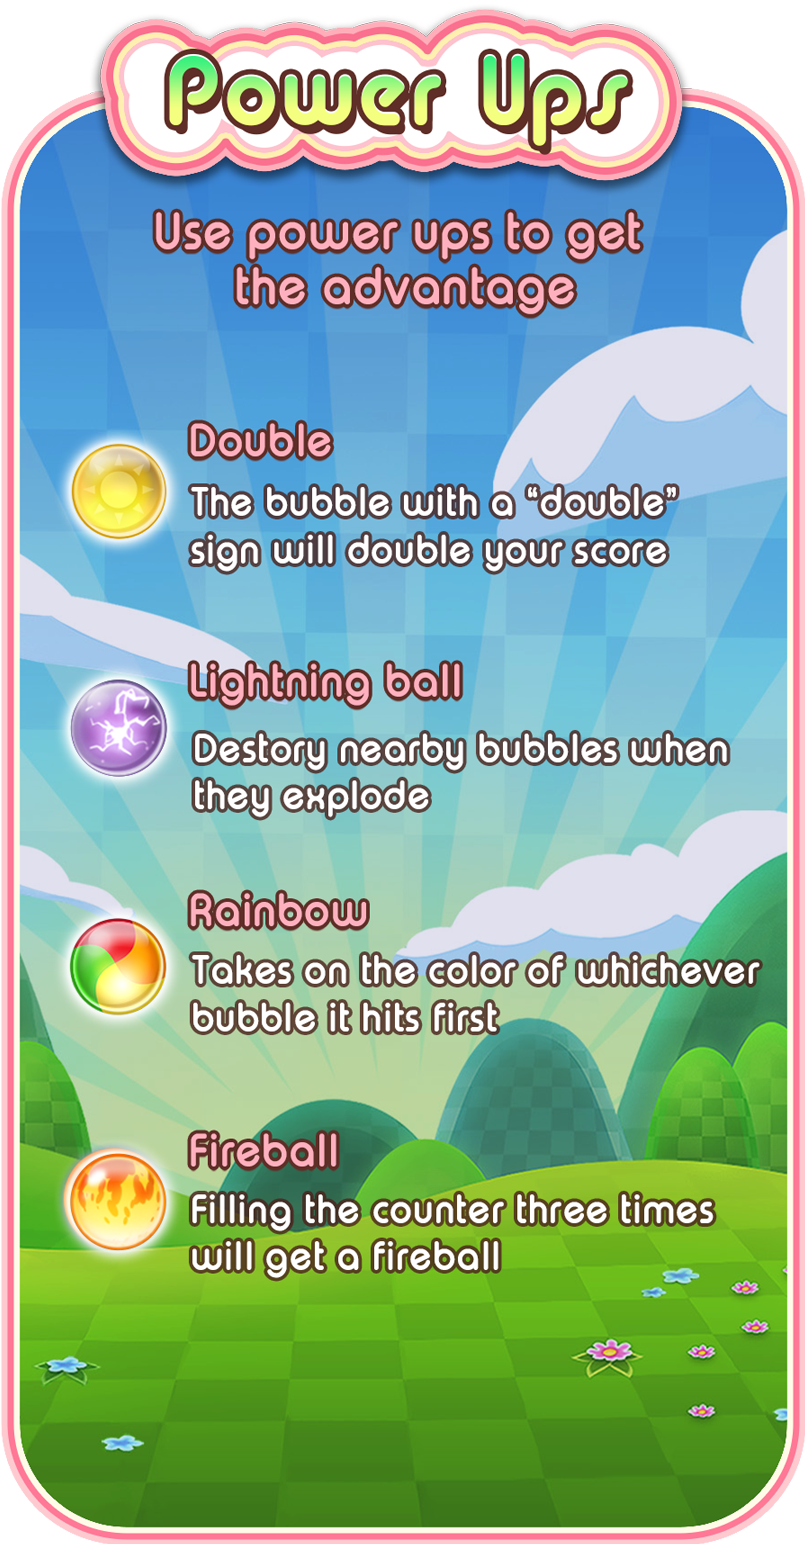 Power Ups
Use power ups to get
the advantage
Double
The bubble with a “double”
sign will double your score
Lightning ball
Destory nearby bubbles when
they explode
Rainbow
Takes on the color of whichever
bubble it hits first
Fireball
Filling the counter three times
will get a fireball